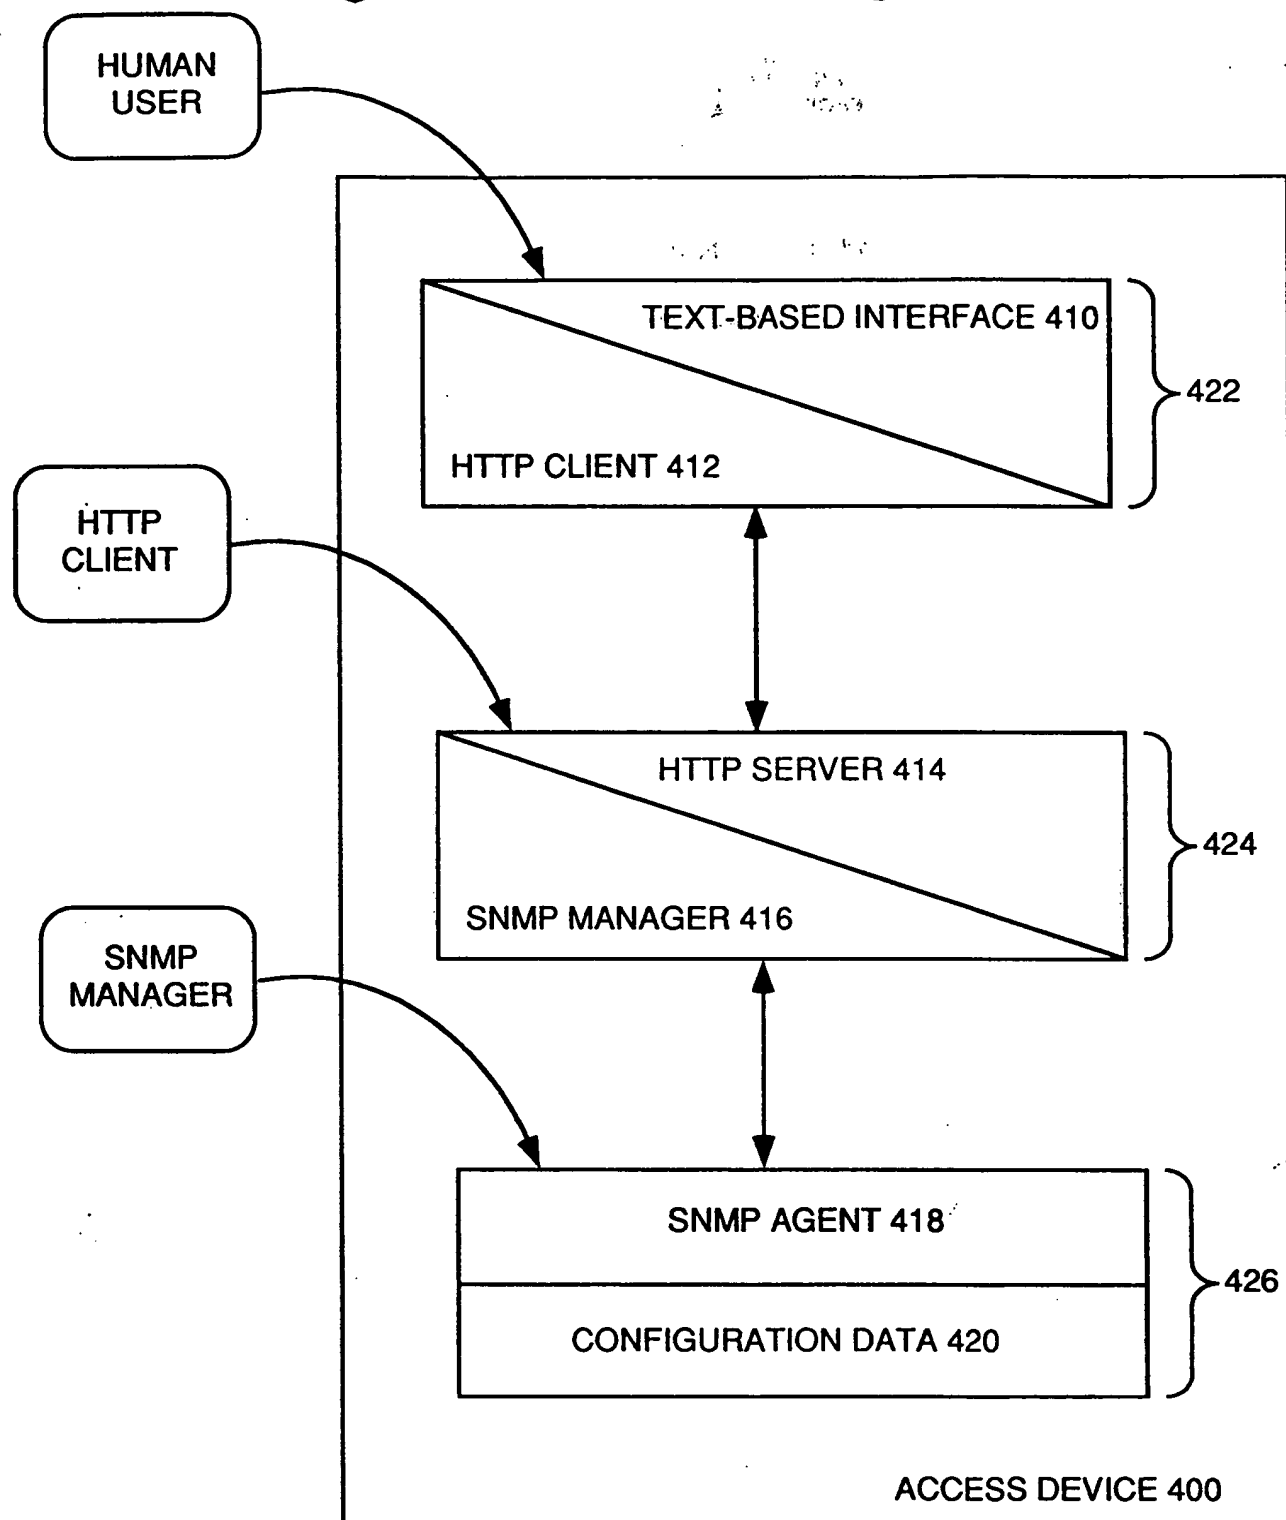 HUMAN
USER
TEXT-BASED INTERFACE 410
422
HTTP CLIENT 412
HTTP
CLIENT
HTTP SERVER 414
424
SNMP MANAGER 416
SNMP
MANAGER
SNMP AGENT 418
426
CONFIGURATION DATA 420
ACCESS DEVICE 400